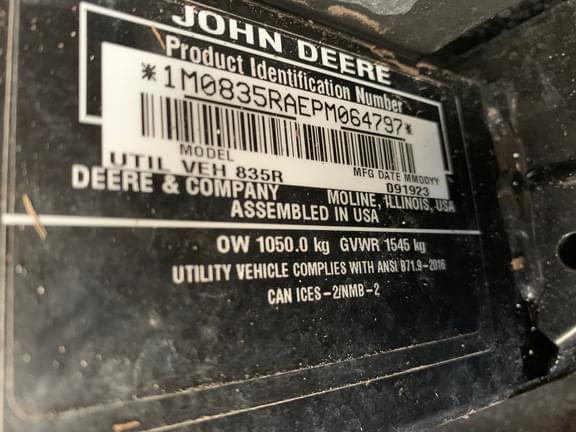 JOHN DEERE
Product Identification Number
*1M0835RAEPM064797*
MODEL
MFG DATE MMDDYY
UTIL VEH 835R
091923
DEERE & COMPANY
MOLINE, ILLINOIS, USA
ASSEMBLED IN USA
OW 1050.0 kg GVWR 1545 kg
UTILITY VEHICLE COMPLIES WITH ANSI B71.9-2016
CAN ICES-2/NMB-2